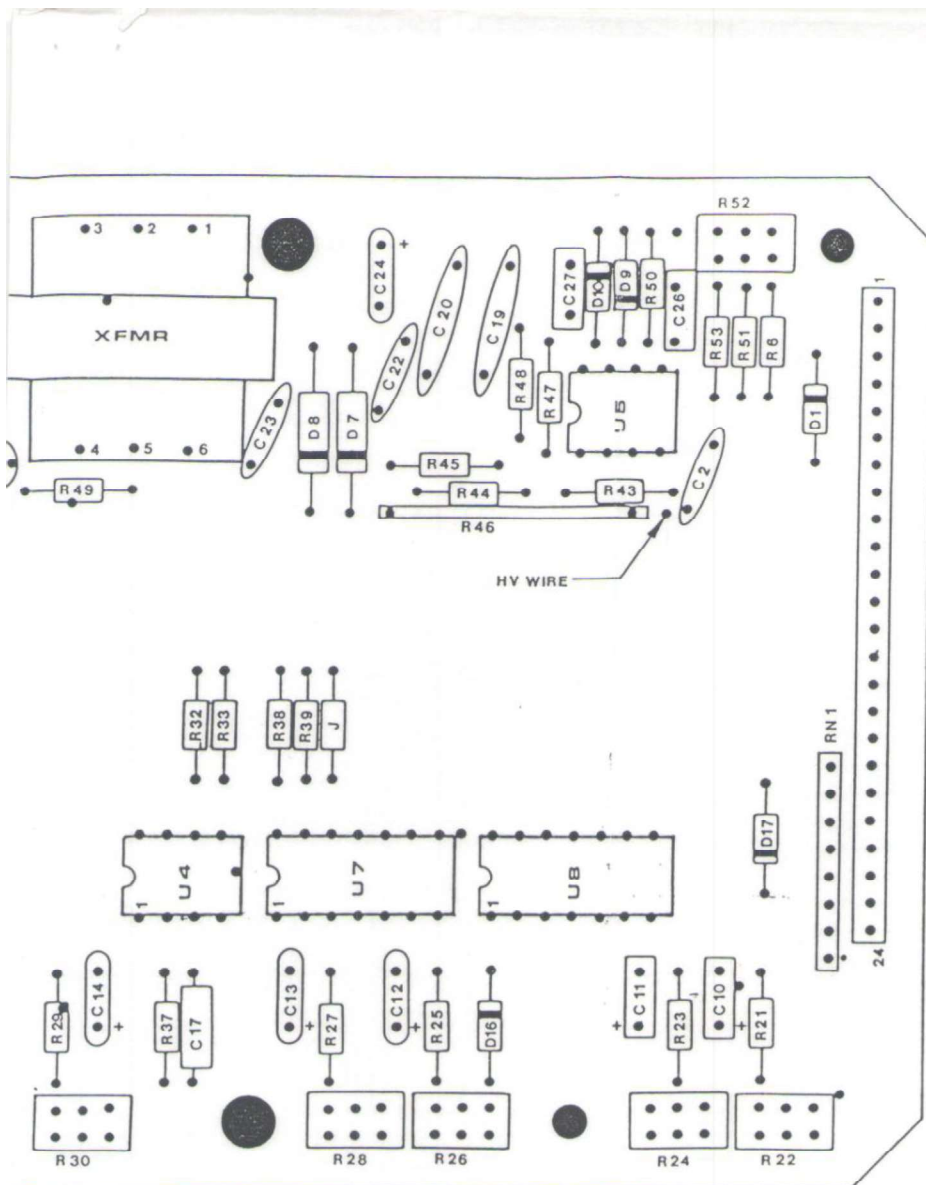 R52
3 2 1
+
C24
C20
C19
C27
D10
D9
R50
C26
1
XFMR
C22
R48
R47
U5
R53
R51
R6
D1
C23
D8
D7
4 5 6
R45
C2
R49
R44
R43
R46
HV WIRE
R32
R33
R38
R39
J
RN1
D17
U4
1
U7
1
U8
1
24
R29
C14
+
R37
C17
C13
+
R27
C12
+
R25
D16
C11
+
R23
C10
+
R21
R30
R28
R26
R24
R22